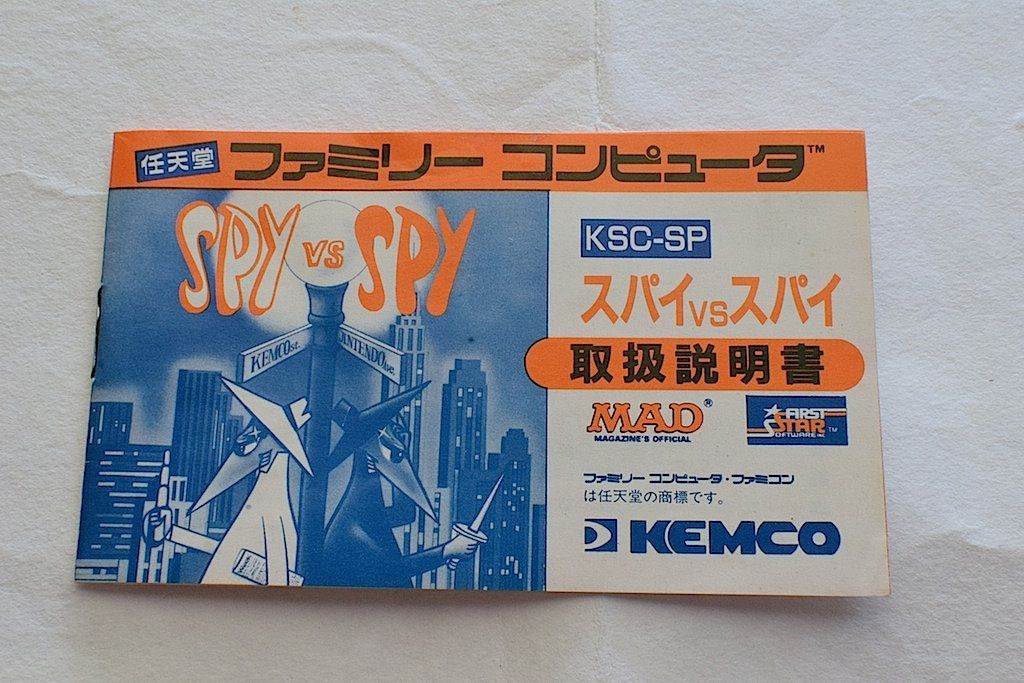 任天堂 ファミリー コンピュータ™
SPY VS SPY
KEMCO St.
NINTENDO Ave.
KSC-SP
スパイVSスパイ
取扱説明書
MAD®
MAGAZINE'S OFFICIAL
FIRST
STAR™
SOFTWARE INC
ファミリー コンピュータ・ファミコン
は任天堂の商標です。
KEMCO